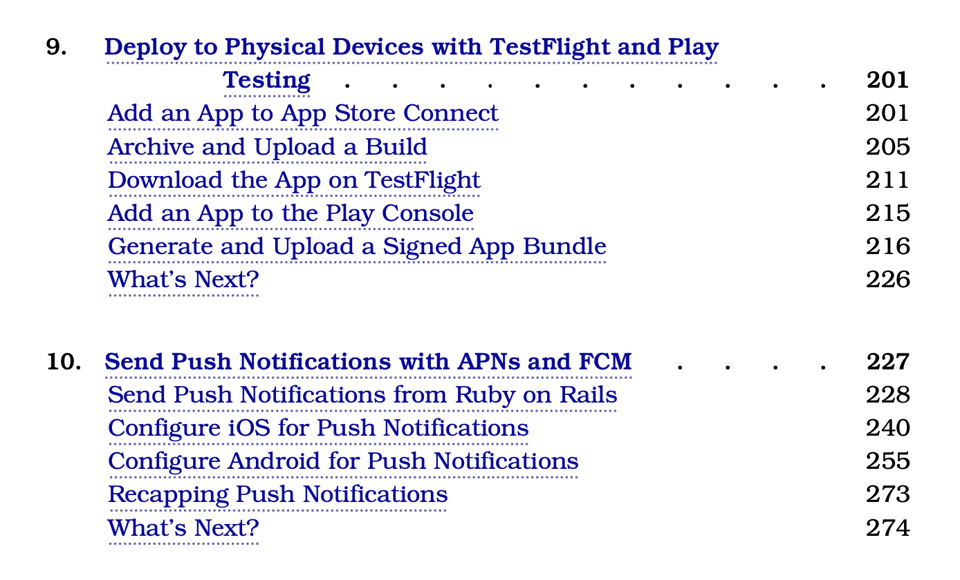 9. Deploy to Physical Devices with TestFlight and Play
Testing . . . . . . . . . . . 201
Add an App to App Store Connect 201
Archive and Upload a Build 205
Download the App on TestFlight 211
Add an App to the Play Console 215
Generate and Upload a Signed App Bundle 216
What’s Next? 226
10. Send Push Notifications with APNs and FCM . . . . 227
Send Push Notifications from Ruby on Rails 228
Configure iOS for Push Notifications 240
Configure Android for Push Notifications 255
Recapping Push Notifications 273
What’s Next? 274